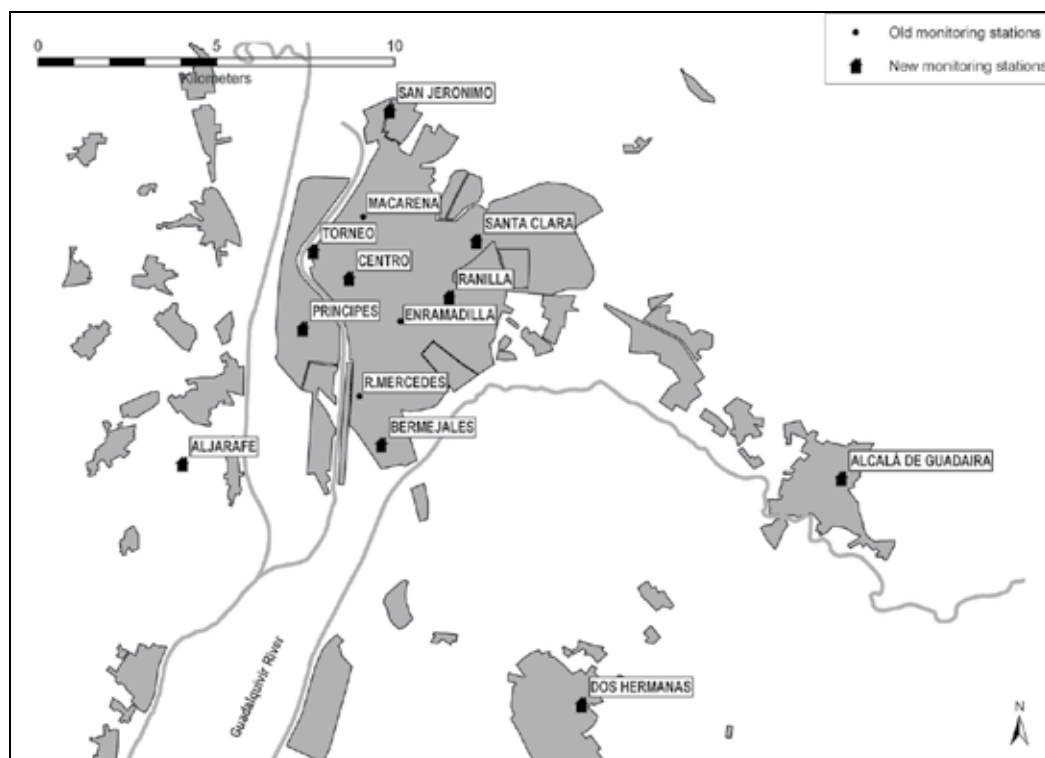 0 5 10
Kilometers
Old monitoring stations
New monitoring stations
SAN JERONIMO
MACARENA
SANTA CLARA
TORNEO
CENTRO
RANILLA
PRINCIPES
ENRAMADILLA
R.MERCEDES
BERMEJALES
ALJARAFE
ALCALÁ DE GUADAIRA
Guadalquivir River
DOS HERMANAS
N